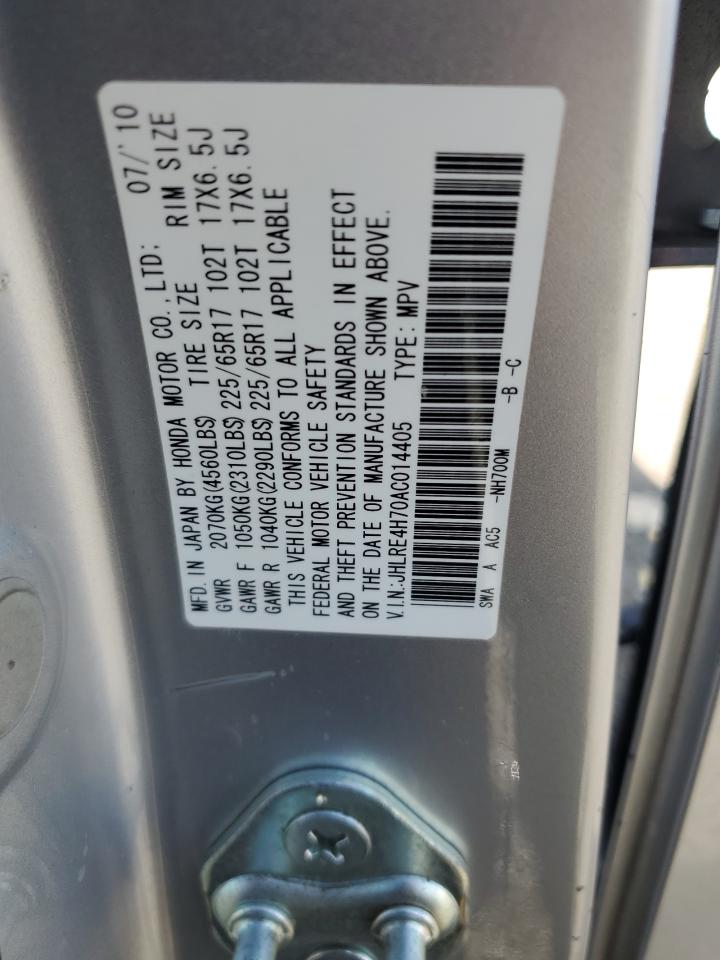 MFD. IN JAPAN BY HONDA MOTOR CO., LTD: 07/'10
GVWR 2070KG(4560LBS) TIRE SIZE RIM SIZE
GAWR F 1050KG(2310LBS) 225/65R17 102T 17X6.5J
GAWR R 1040KG(2290LBS) 225/65R17 102T 17X6.5J
THIS VEHICLE CONFORMS TO ALL APPLICABLE
FEDERAL MOTOR VEHICLE SAFETY
AND THEFT PREVENTION STANDARDS IN EFFECT
ON THE DATE OF MANUFACTURE SHOWN ABOVE.
V.I.N.:JHLRE4H70AC014405 TYPE: MPV
SWA A AC5 -NH700M -B -C